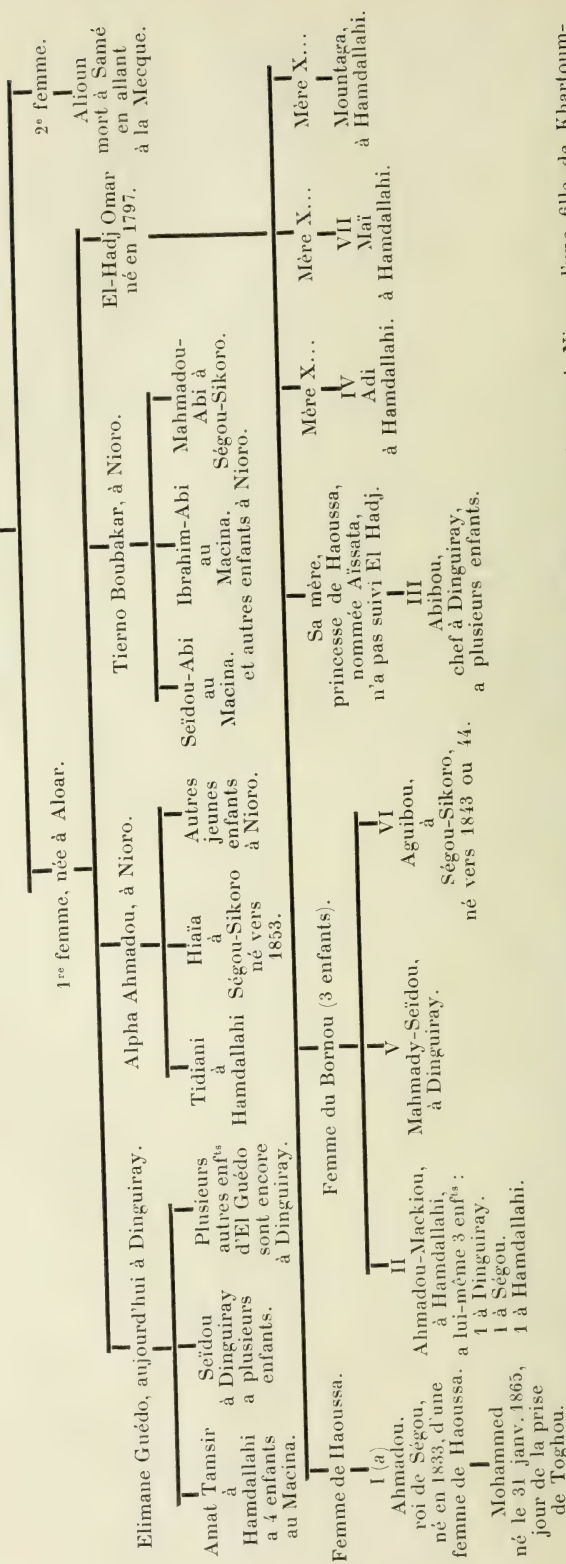 1re femme, née à Aloar.
2e femme.
Alioun
mort à Samé
en allant
à la Mecque.
Elimane Guédo, aujourd'hui à Dinguiray.
Alpha Ahmadou, à Nioro.
Tierno Boubakar, à Nioro.
El-Hadj Omar
né en 1797.
Amat Tamsir
à
Hamdallahi
a 4 enfants
au Macina.
Seïdou
à Dinguiray
a plusieurs
enfants.
Plusieurs
autres enfts
d'El Guédo
sont encore
à Dinguiray.
Tidiani
à
Hamdallahi
Hiaïa
à
Ségou-Sikoro
né vers
1853.
Autres
jeunes
enfants
à Nioro.
Seïdou-Abi
au
Macina.
Ibrahim-Abi
au
Macina.
Mahmadou-
Abi à
Ségou-Sikoro.
et autres enfants à Nioro.
Femme de Haoussa.
Femme du Bornou (3 enfants).
Sa mère,
princesse de Haoussa,
nommée Aïssata,
n'a pas suivi El Hadj.
Mère X...
Mère X...
Mère X...
I (a)
Ahmadou.
roi de Ségou,
né en 1833, d'une
femme de Haoussa.
Mohammed
né le 31 janv. 1865,
jour de la prise
de Toghou.
II
Ahmadou-Mackiou,
à Hamdallahi,
a lui-même 3 enfts :
1 à Dinguiray.
1 à Ségou.
1 à Hamdallahi.
V
Mahmady-Seïdou,
à Dinguiray.
VI
Aguibou,
à
Ségou-Sikoro,
né vers 1843 ou 44.
III
Abibou,
chef à Dinguiray,
a plusieurs enfants.
IV
Adi
à Hamdallahi.
VII
Maï
à Hamdallahi.
Mountaga,
à Hamdallahi.
fille de Khartoum-